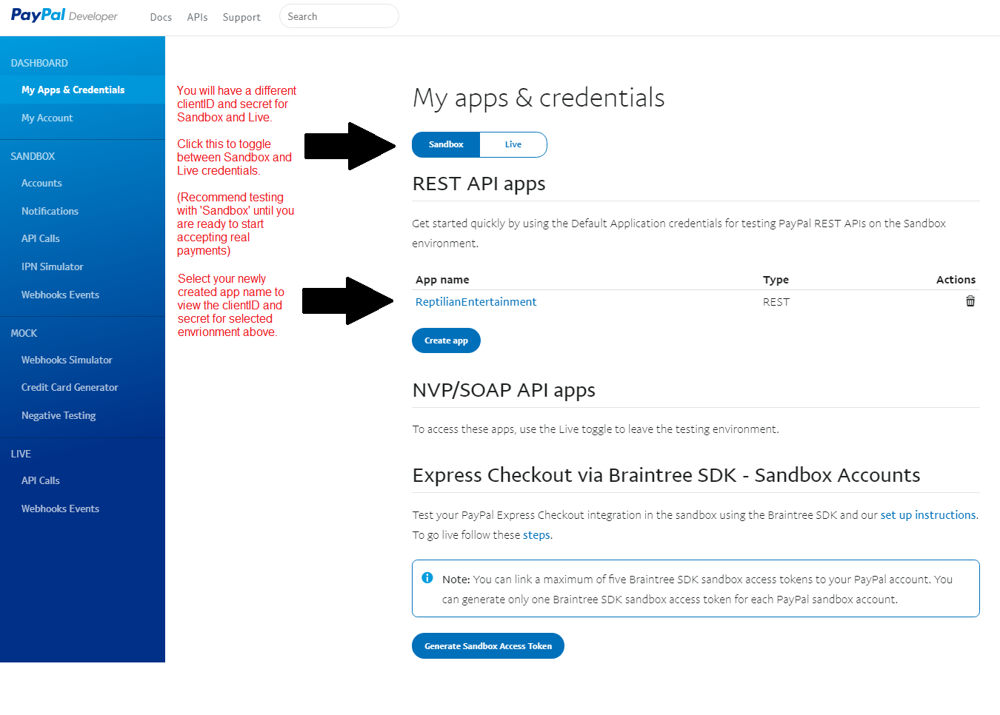 PayPal Developer
Docs APIs Support Search
DASHBOARD
My Apps & Credentials
My Account
SANDBOX
Accounts
Notifications
API Calls
IPN Simulator
Webhooks Events
MOCK
Webhooks Simulator
Credit Card Generator
Negative Testing
LIVE
API Calls
Webhooks Events
You will have a different
clientID and secret for
Sandbox and Live.
Click this to toggle
between Sandbox and
Live credentials.
(Recommend testing
with 'Sandbox' until you
are ready to start
accepting real
payments)
Select your newly
created app name to
view the clientID and
secret for selected
envrionment above.
My apps & credentials
Sandbox Live
REST API apps
Get started quickly by using the Default Application credentials for testing PayPal REST APIs on the Sandbox
environment.
App name Type Actions
ReptilianEntertainment REST
Create app
NVP/SOAP API apps
To access these apps, use the Live toggle to leave the testing environment.
Express Checkout via Braintree SDK - Sandbox Accounts
Test your PayPal Express Checkout integration in the sandbox using the Braintree SDK and our set up instructions.
To go live follow these steps.
Note: You can link a maximum of five Braintree SDK sandbox access tokens to your PayPal account. You
can generate only one Braintree SDK sandbox access token for each PayPal sandbox account.
Generate Sandbox Access Token